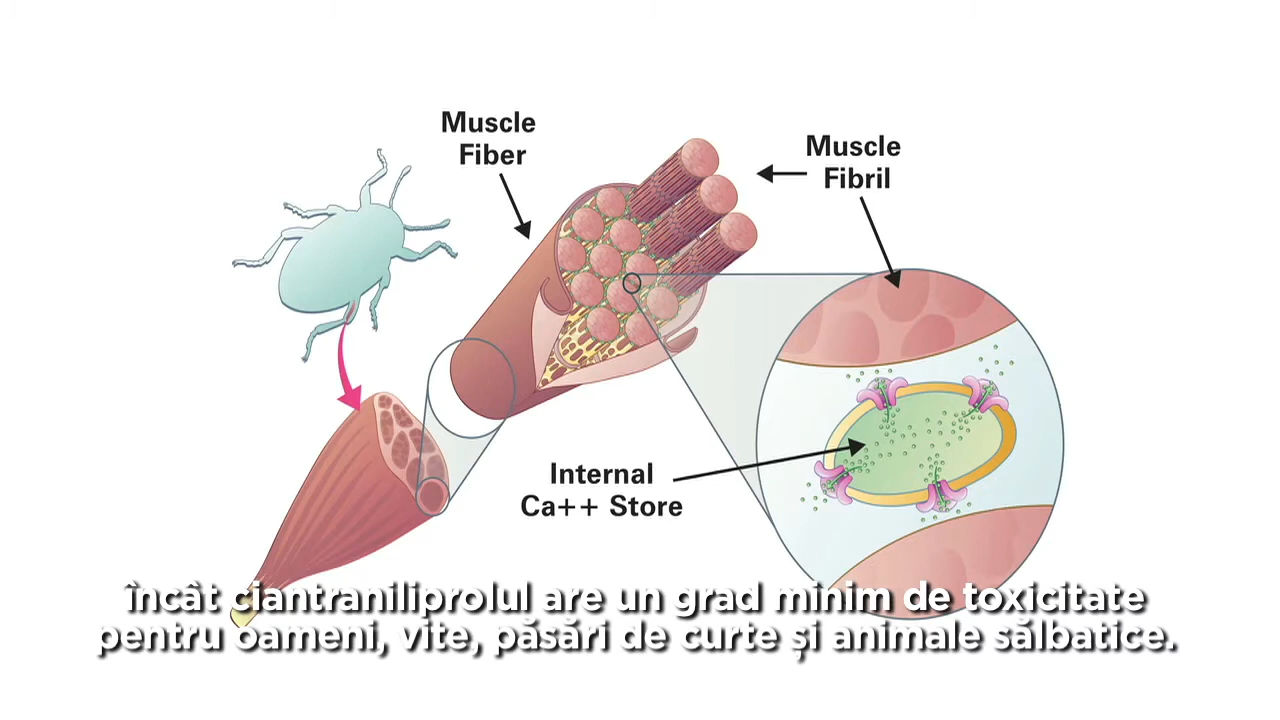 Muscle
Fiber
Muscle
Fibril
Internal
Ca++ Store
încât ciantraniliprolul are un grad minim de toxicitate
pentru oameni, vite, păsări de curte și animale sălbatice.